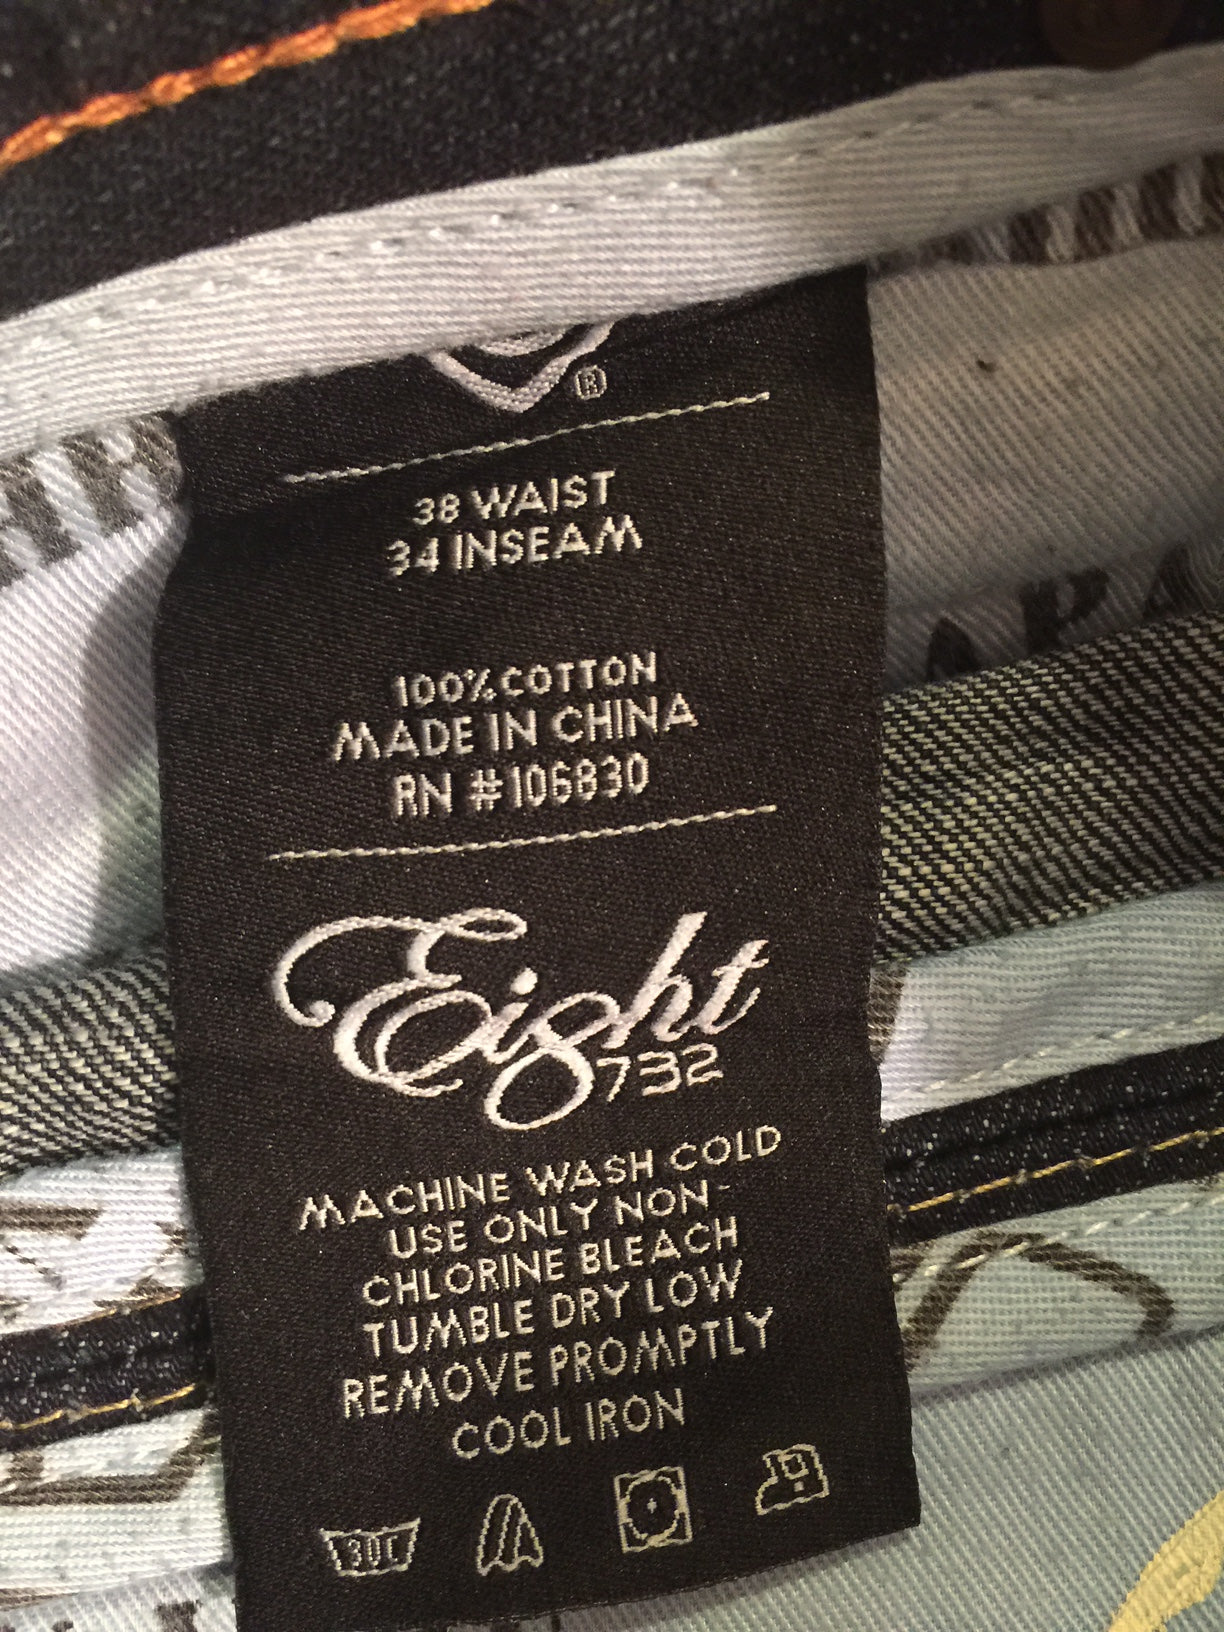 ®
38 WAIST
34 INSEAM
100% COTTON
MADE IN CHINA
RN #106830
Eight
732
MACHINE WASH COLD
USE ONLY NON-
CHLORINE BLEACH
TUMBLE DRY LOW
REMOVE PROMPTLY
COOL IRON
30C